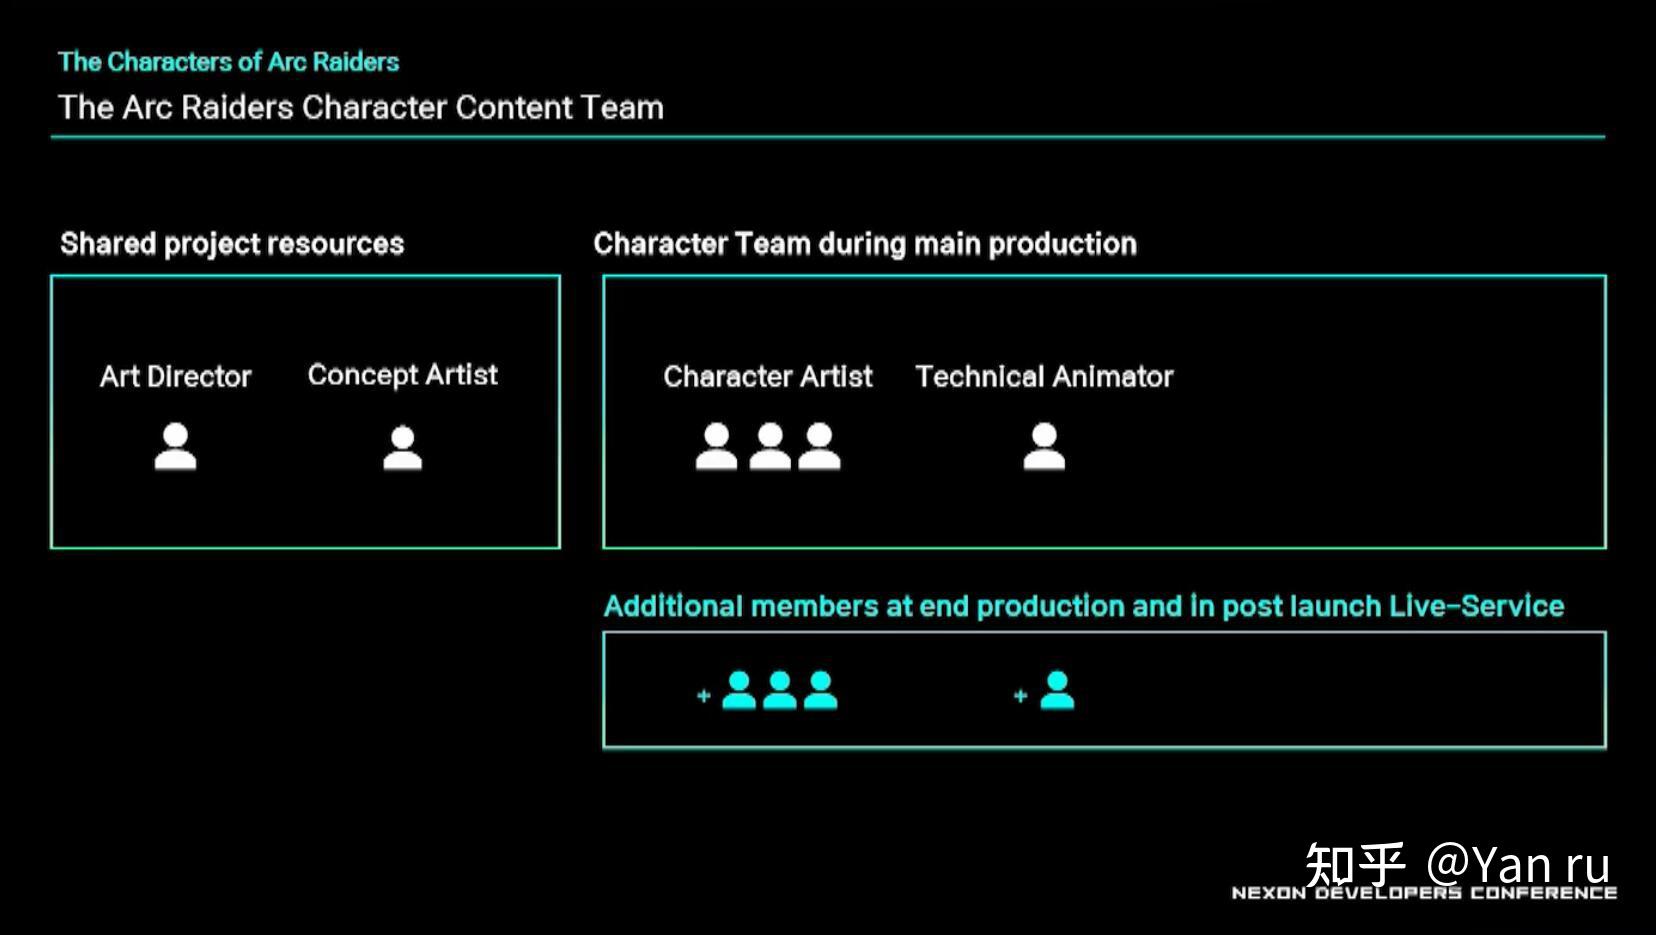 The Characters of Arc Raiders
The Arc Raiders Character Content Team
Shared project resources
Character Team during main production
Art Director
Concept Artist
Character Artist
Technical Animator
Additional members at end production and in post launch Live-Service
+
+
知乎 @Yan ru
NEXON DEVELOPERS CONFERENCE